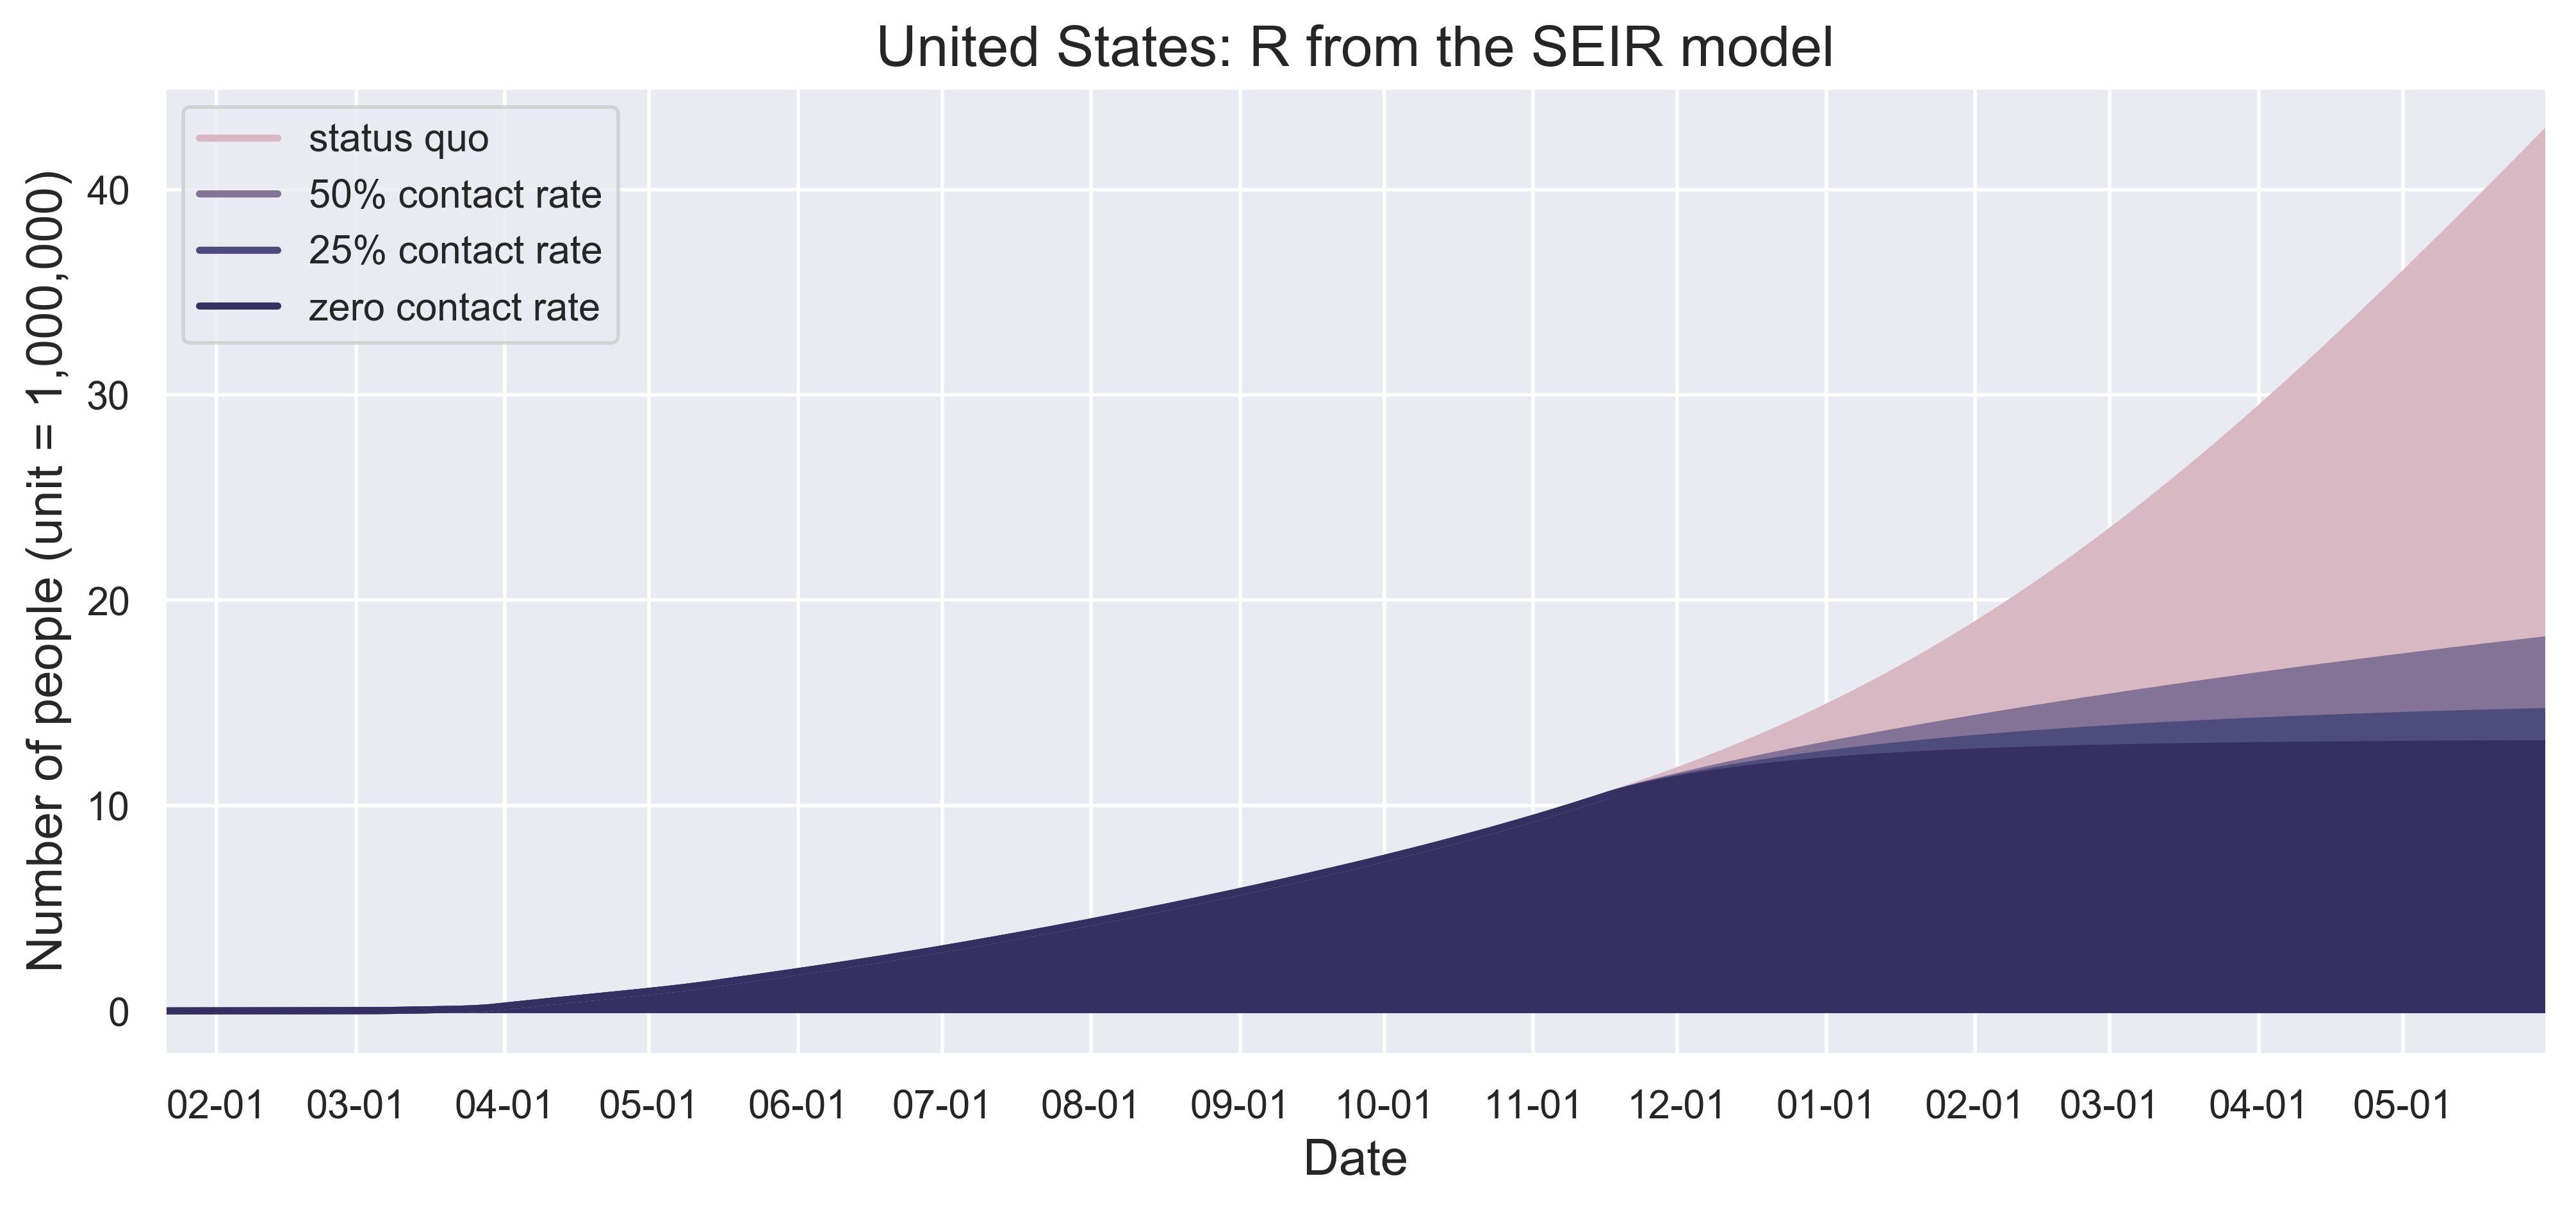 United States: R from the SEIR model
status quo
50% contact rate
25% contact rate
zero contact rate
Number of people (unit = 1,000,000)
40
30
20
10
0
02-01 03-01 04-01 05-01 06-01 07-01 08-01 09-01 10-01 11-01 12-01 01-01 02-01 03-01 04-01 05-01
Date